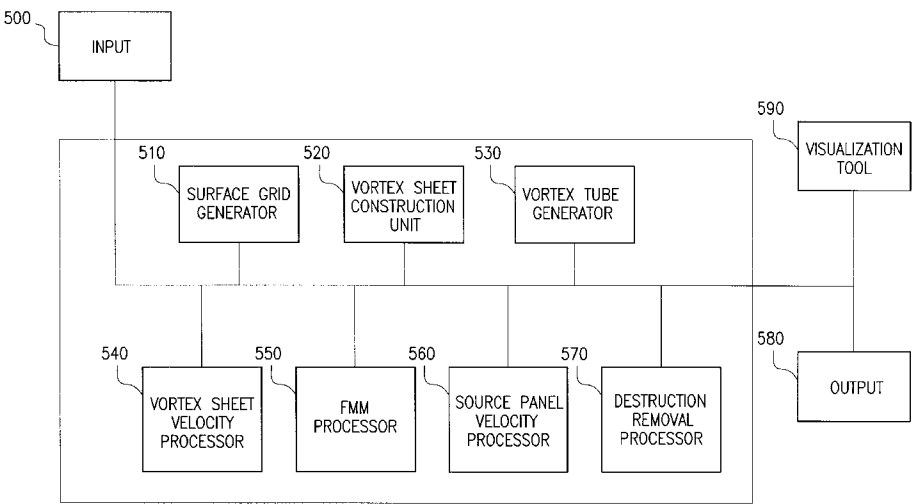 500
INPUT
510
SURFACE GRID
GENERATOR
520
VORTEX SHEET
CONSTRUCTION
UNIT
530
VORTEX TUBE
GENERATOR
590
VISUALIZATION
TOOL
540
VORTEX SHEET
VELOCITY
PROCESSOR
550
FMM
PROCESSOR
560
SOURCE PANEL
VELOCITY
PROCESSOR
570
DESTRUCTION
REMOVAL
PROCESSOR
580
OUTPUT